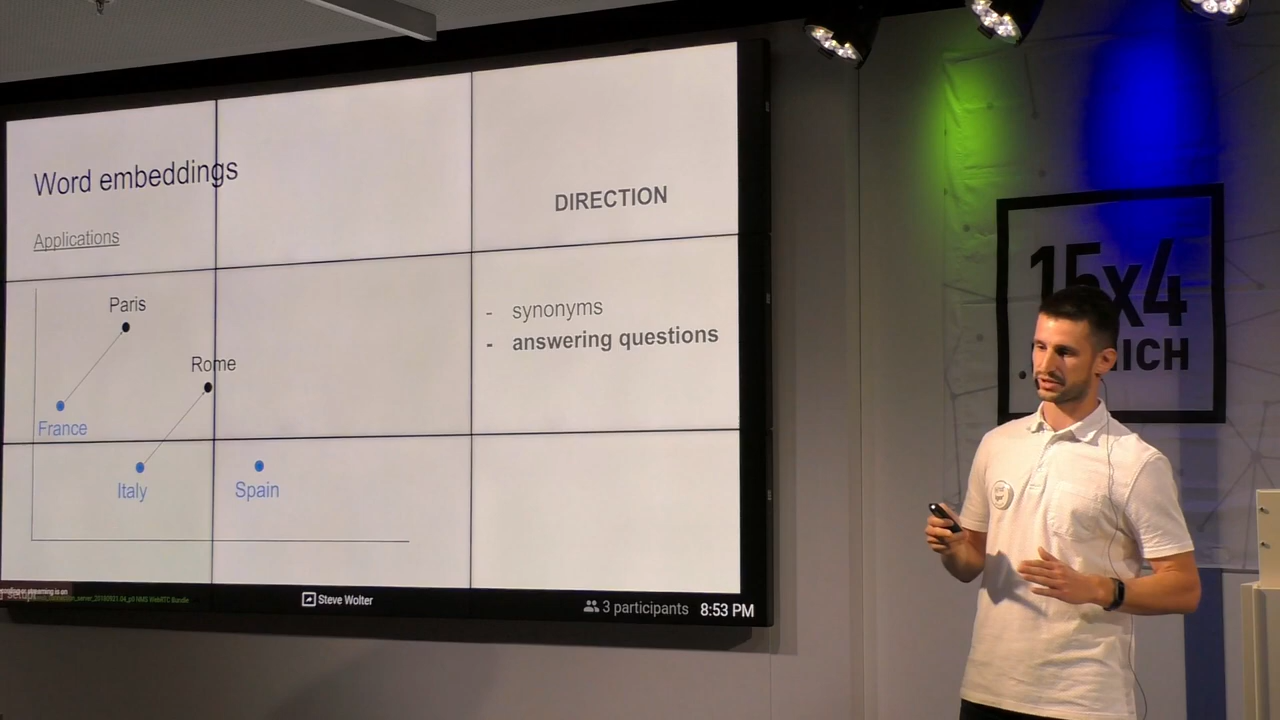 Word embeddings
Applications
DIRECTION
- synonyms
- answering questions
Paris
Rome
France
Italy
Spain
Steve Wolter
3 participants
8:53 PM
15x4